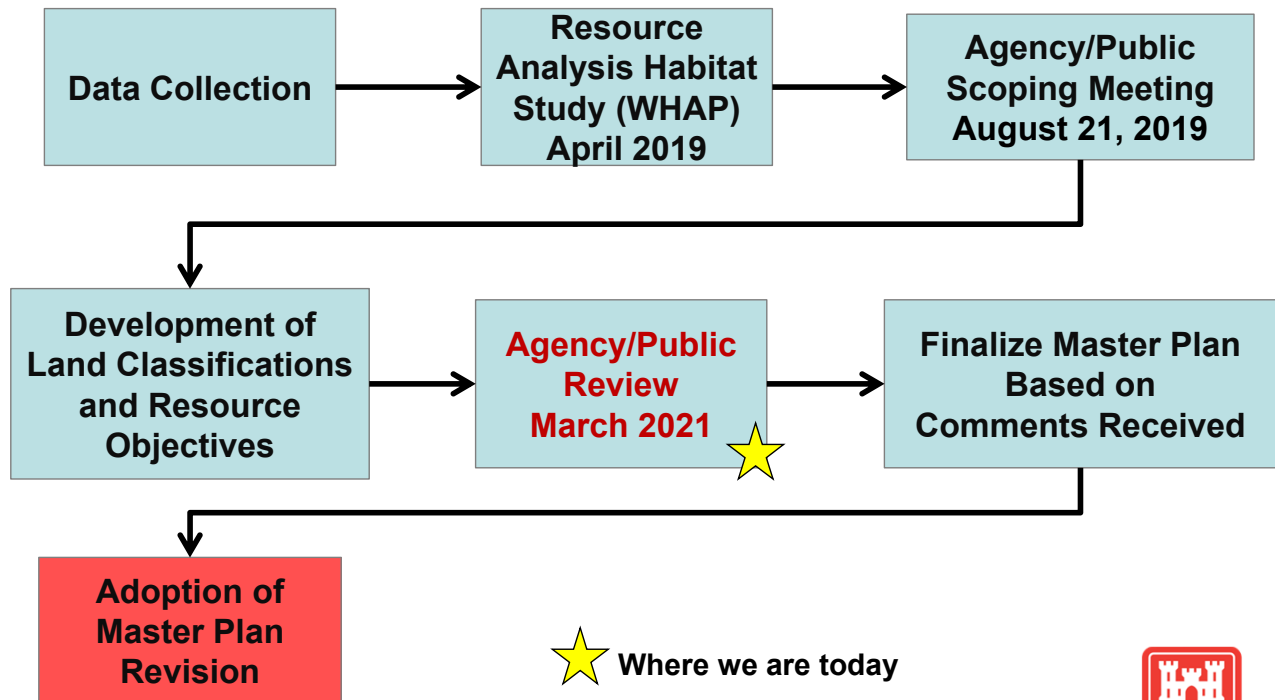 Data Collection
Resource
Analysis Habitat
Study (WHAP)
April 2019
Agency/Public
Scoping Meeting
August 21, 2019
Development of
Land Classifications
and Resource
Objectives
Agency/Public
Review
March 2021
Finalize Master Plan
Based on
Comments Received
Adoption of
Master Plan
Revision
Where we are today